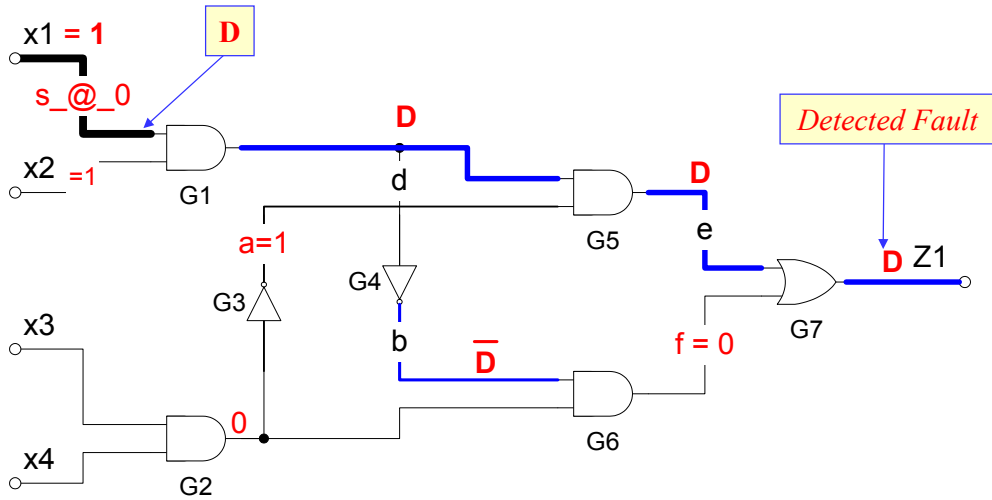 x1 = 1
D
s_@_0
x2 =1
G1
D
d
Detected Fault
D
G5
e
a=1
G3
G4
D Z1
G7
x3
b
D̅
f = 0
0
G6
x4
G2